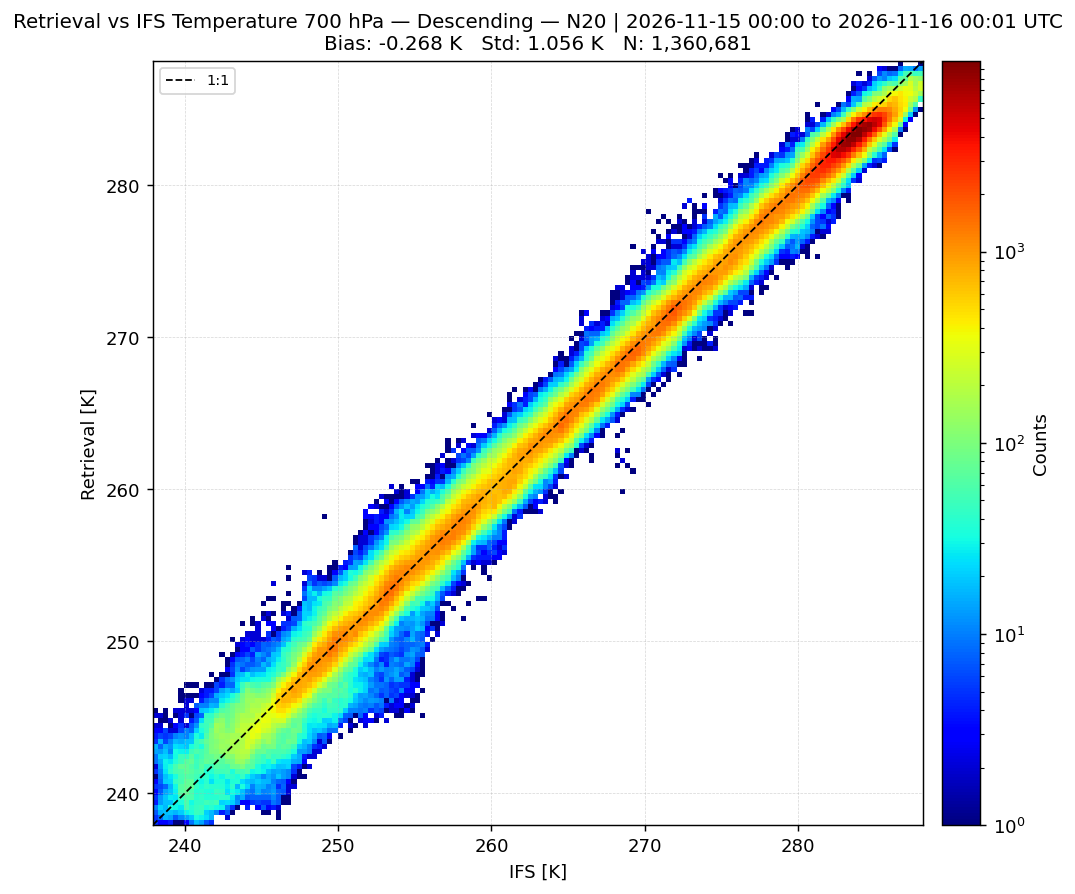 Retrieval vs IFS Temperature 700 hPa — Descending — N20 | 2026-11-15 00:00 to 2026-11-16 00:01 UTC
Bias: -0.268 K   Std: 1.056 K   N: 1,360,681
1:1
Retrieval [K]
280
270
260
250
240
240 250 260 270 280
IFS [K]
10³
10²
10¹
10⁰
Counts